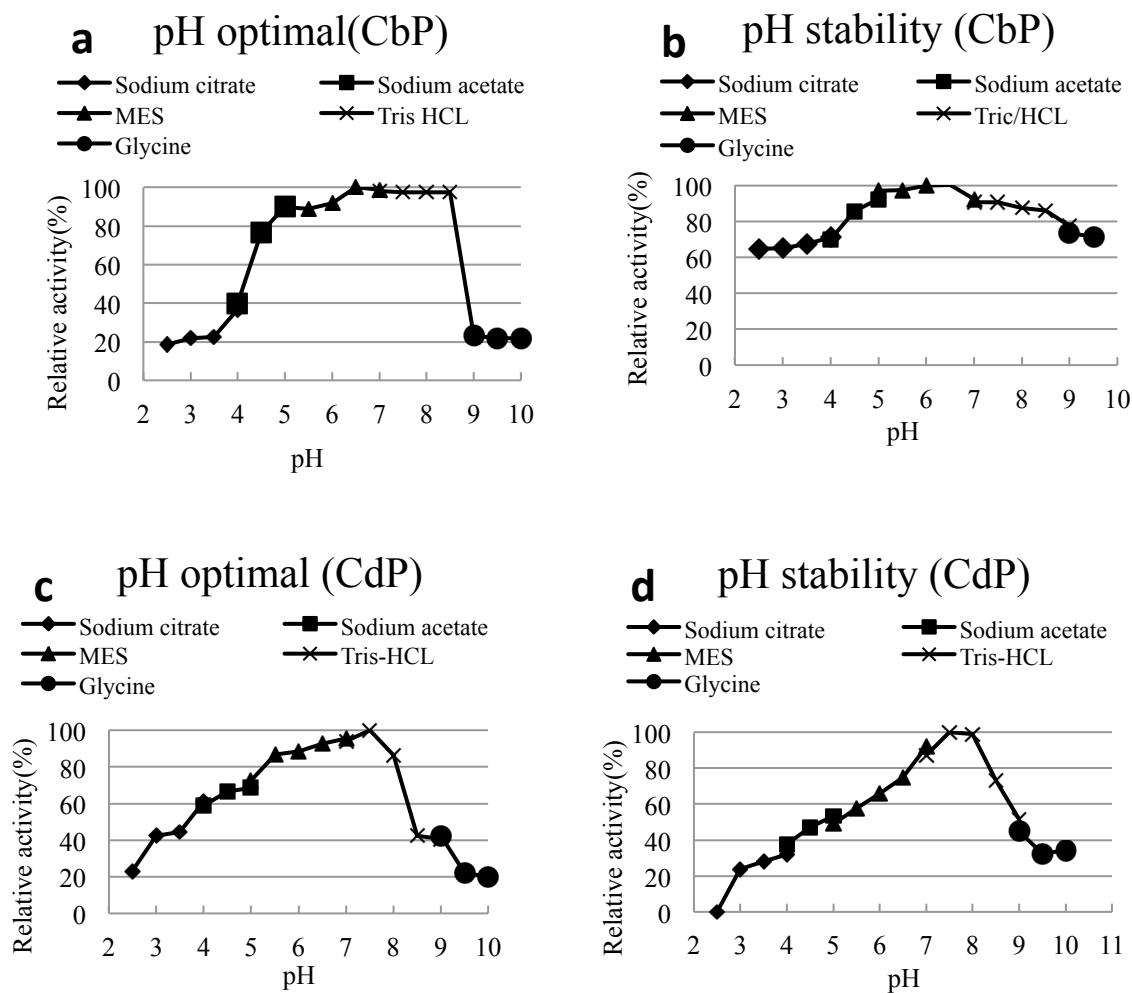 a pH optimal(CbP)
Sodium citrate Sodium acetate
MES Tris HCL
Glycine
Relative activity(%)
100
80
60
40
20
0
2 3 4 5 6 7 8 9 10
pH
b pH stability (CbP)
Sodium citrate Sodium acetate
MES Tric/HCL
Glycine
Relative activity(%)
100
80
60
40
20
0
2 3 4 5 6 7 8 9 10
pH
c pH optimal (CdP)
Sodium citrate Sodium acetate
MES Tris-HCL
Glycine
Relative activity(%)
100
80
60
40
20
0
2 3 4 5 6 7 8 9 10
pH
d pH stability (CdP)
Sodium citrate Sodium acetate
MES Tris-HCL
Glycine
Relative activity(%)
100
80
60
40
20
0
2 3 4 5 6 7 8 9 10 11
pH